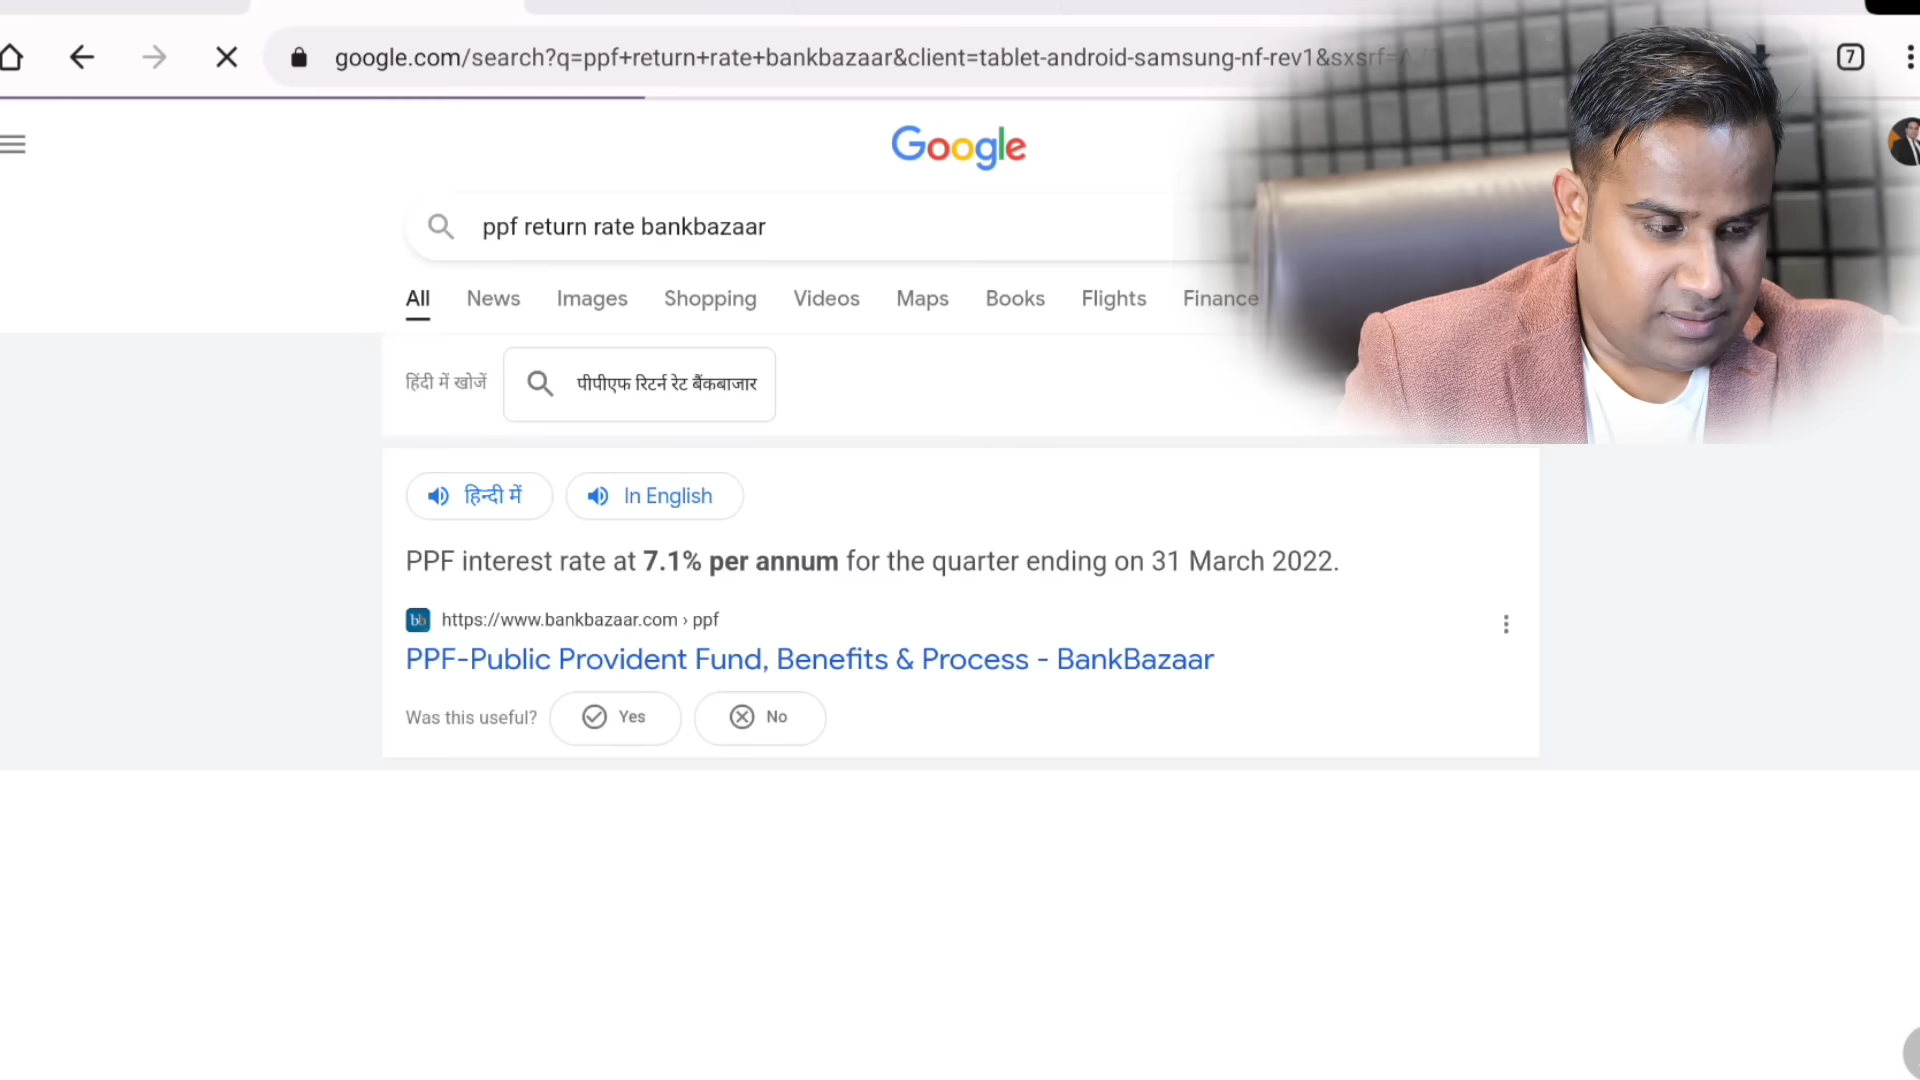 google.com/search?q=ppf+return+rate+bankbazaar&client=tablet-android-samsung-nf-rev1&sxsrf=
7
Google
ppf return rate bankbazaar
All News Images Shopping Videos Maps Books Flights Finance
हिंदी में खोजें पीपीएफ रिटर्न रेट बैंकबाजार
हिन्दी में In English
PPF interest rate at 7.1% per annum for the quarter ending on 31 March 2022.
bb https://www.bankbazaar.com › ppf
PPF-Public Provident Fund, Benefits & Process - BankBazaar
Was this useful? Yes No